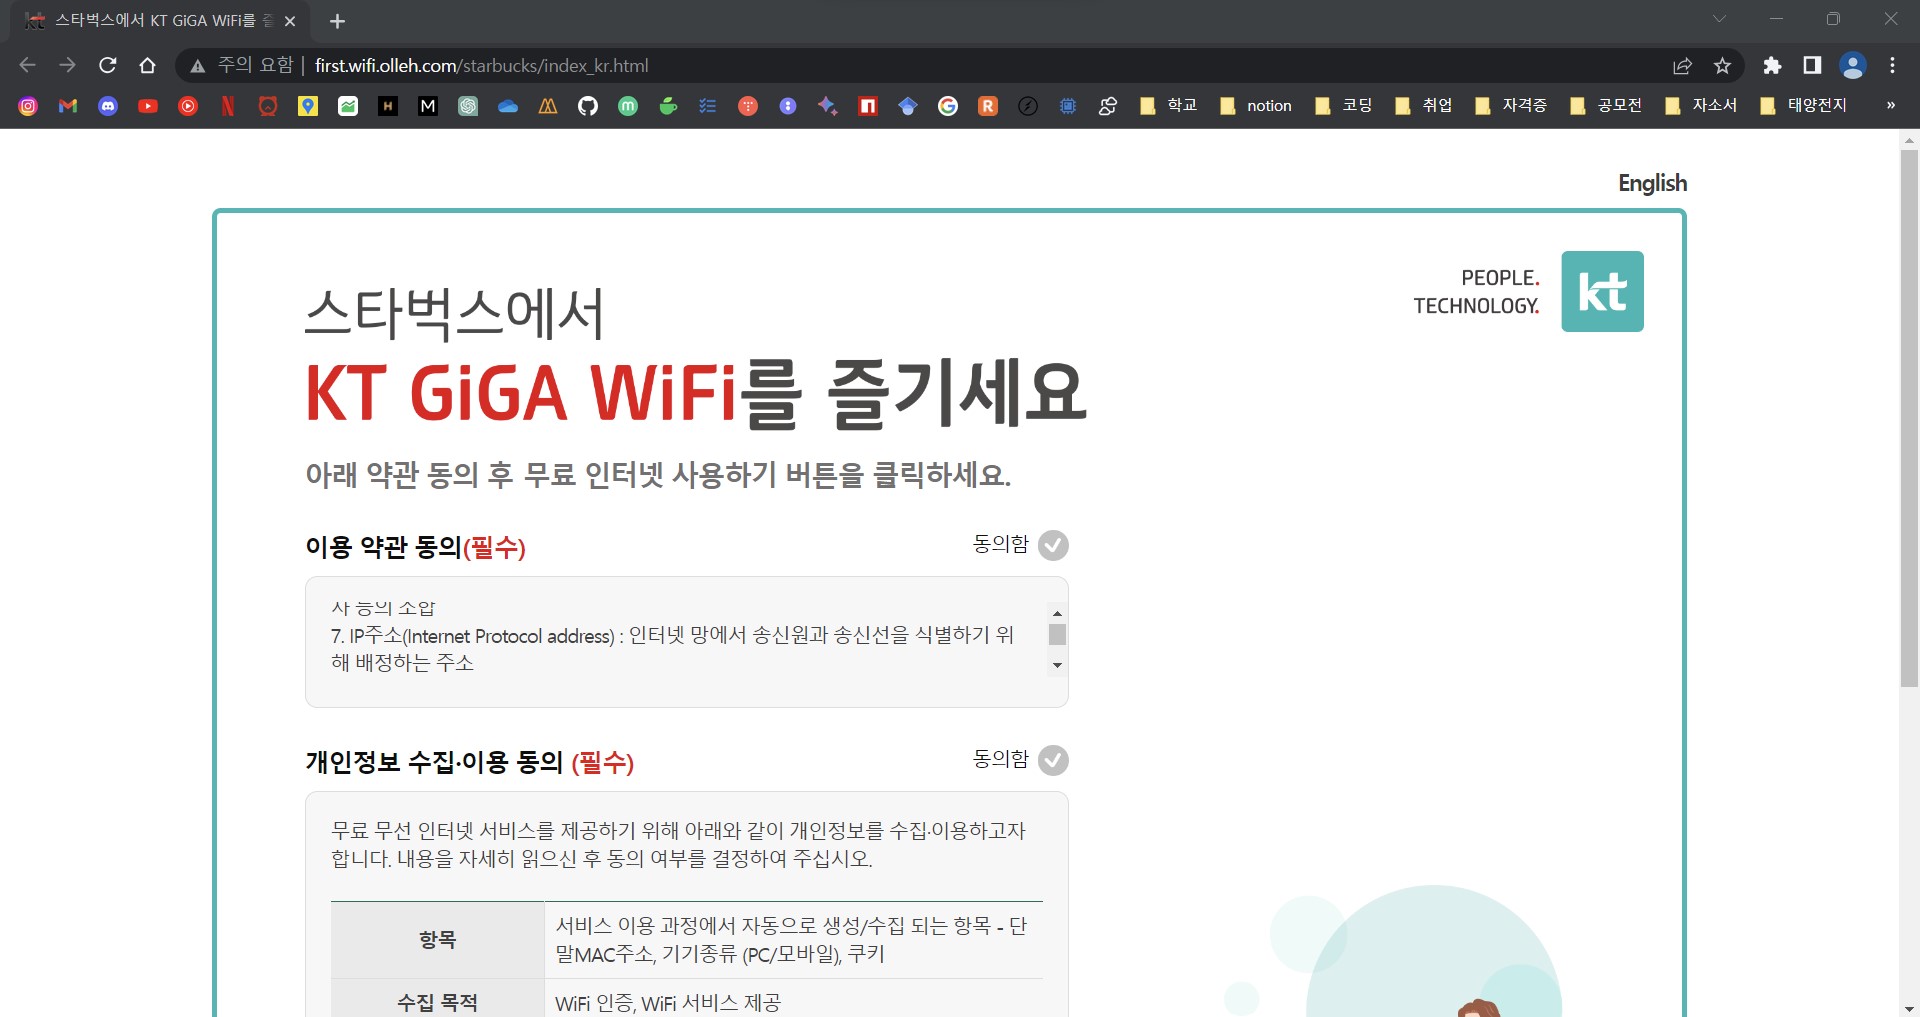 스타벅스에서 KT GiGA WiFi를 즐
주의 요함 | first.wifi.olleh.com/starbucks/index_kr.html
학교 notion 코딩 취업 자격증 공모전 자소서 태양전지 »
English
PEOPLE.
TECHNOLOGY.
kt
스타벅스에서
KT GiGA WiFi를 즐기세요
아래 약관 동의 후 무료 인터넷 사용하기 버튼을 클릭하세요.
이용 약관 동의(필수) 동의함
자 등의 조합
7. IP주소(Internet Protocol address) : 인터넷 망에서 송신원과 송신선을 식별하기 위
해 배정하는 주소
개인정보 수집·이용 동의 (필수) 동의함
무료 무선 인터넷 서비스를 제공하기 위해 아래와 같이 개인정보를 수집·이용하고자
합니다. 내용을 자세히 읽으신 후 동의 여부를 결정하여 주십시오.
항목 서비스 이용 과정에서 자동으로 생성/수집 되는 항목 - 단
말MAC주소, 기기종류 (PC/모바일), 쿠키
수집 목적 WiFi 인증, WiFi 서비스 제공